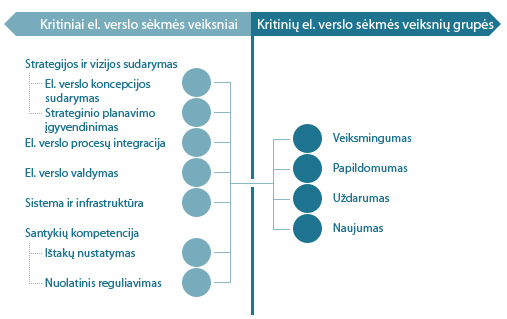 Kritiniai el. verslo sėkmės veiksniai
Kritinių el. verslo sėkmės veiksnių grupės
Strategijos ir vizijos sudarymas
El. verslo koncepcijos
sudarymas
Strateginio planavimo
įgyvendinimas
El. verslo procesų integracija
El. verslo valdymas
Sistema ir infrastruktūra
Santykių kompetencija
Ištakų nustatymas
Nuolatinis reguliavimas
Veiksmingumas
Papildomumas
Uždarumas
Naujumas